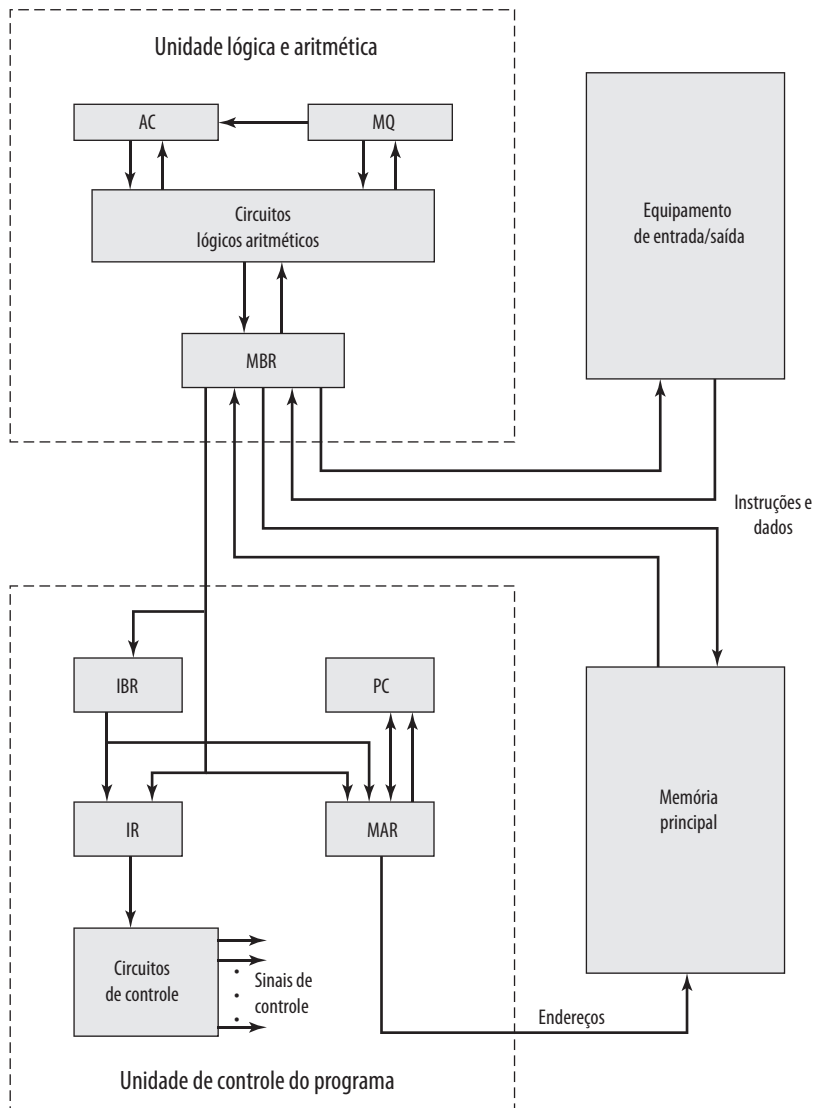 Unidade lógica e aritmética
AC
MQ
Circuitos
lógicos aritméticos
MBR
Equipamento
de entrada/saída
Instruções e
dados
IBR
PC
IR
MAR
Memória
principal
Circuitos
de controle
Sinais de
controle
Endereços
Unidade de controle do programa